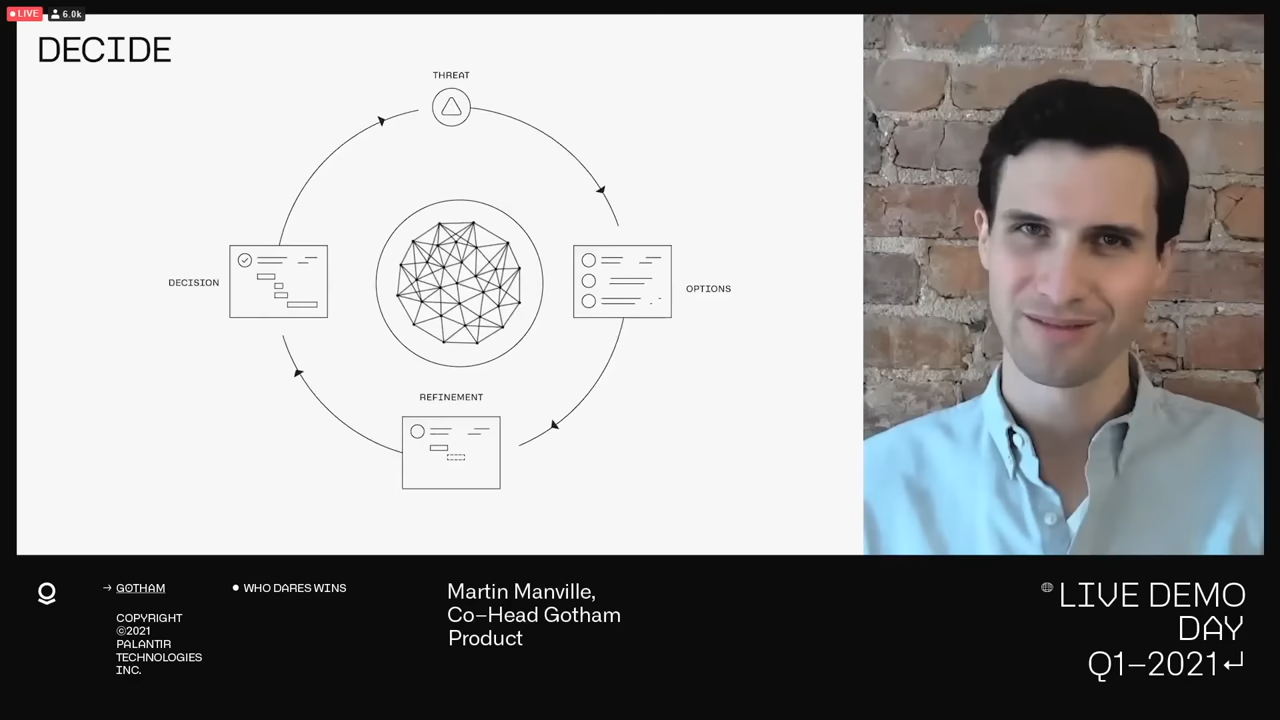 LIVE
6.0k
DECIDE
THREAT
DECISION
OPTIONS
REFINEMENT
→ GOTHAM
● WHO DARES WINS
COPYRIGHT
©2021
PALANTIR
TECHNOLOGIES
INC.
Martin Manville,
Co–Head Gotham
Product
LIVE DEMO
DAY
Q1–2021↵